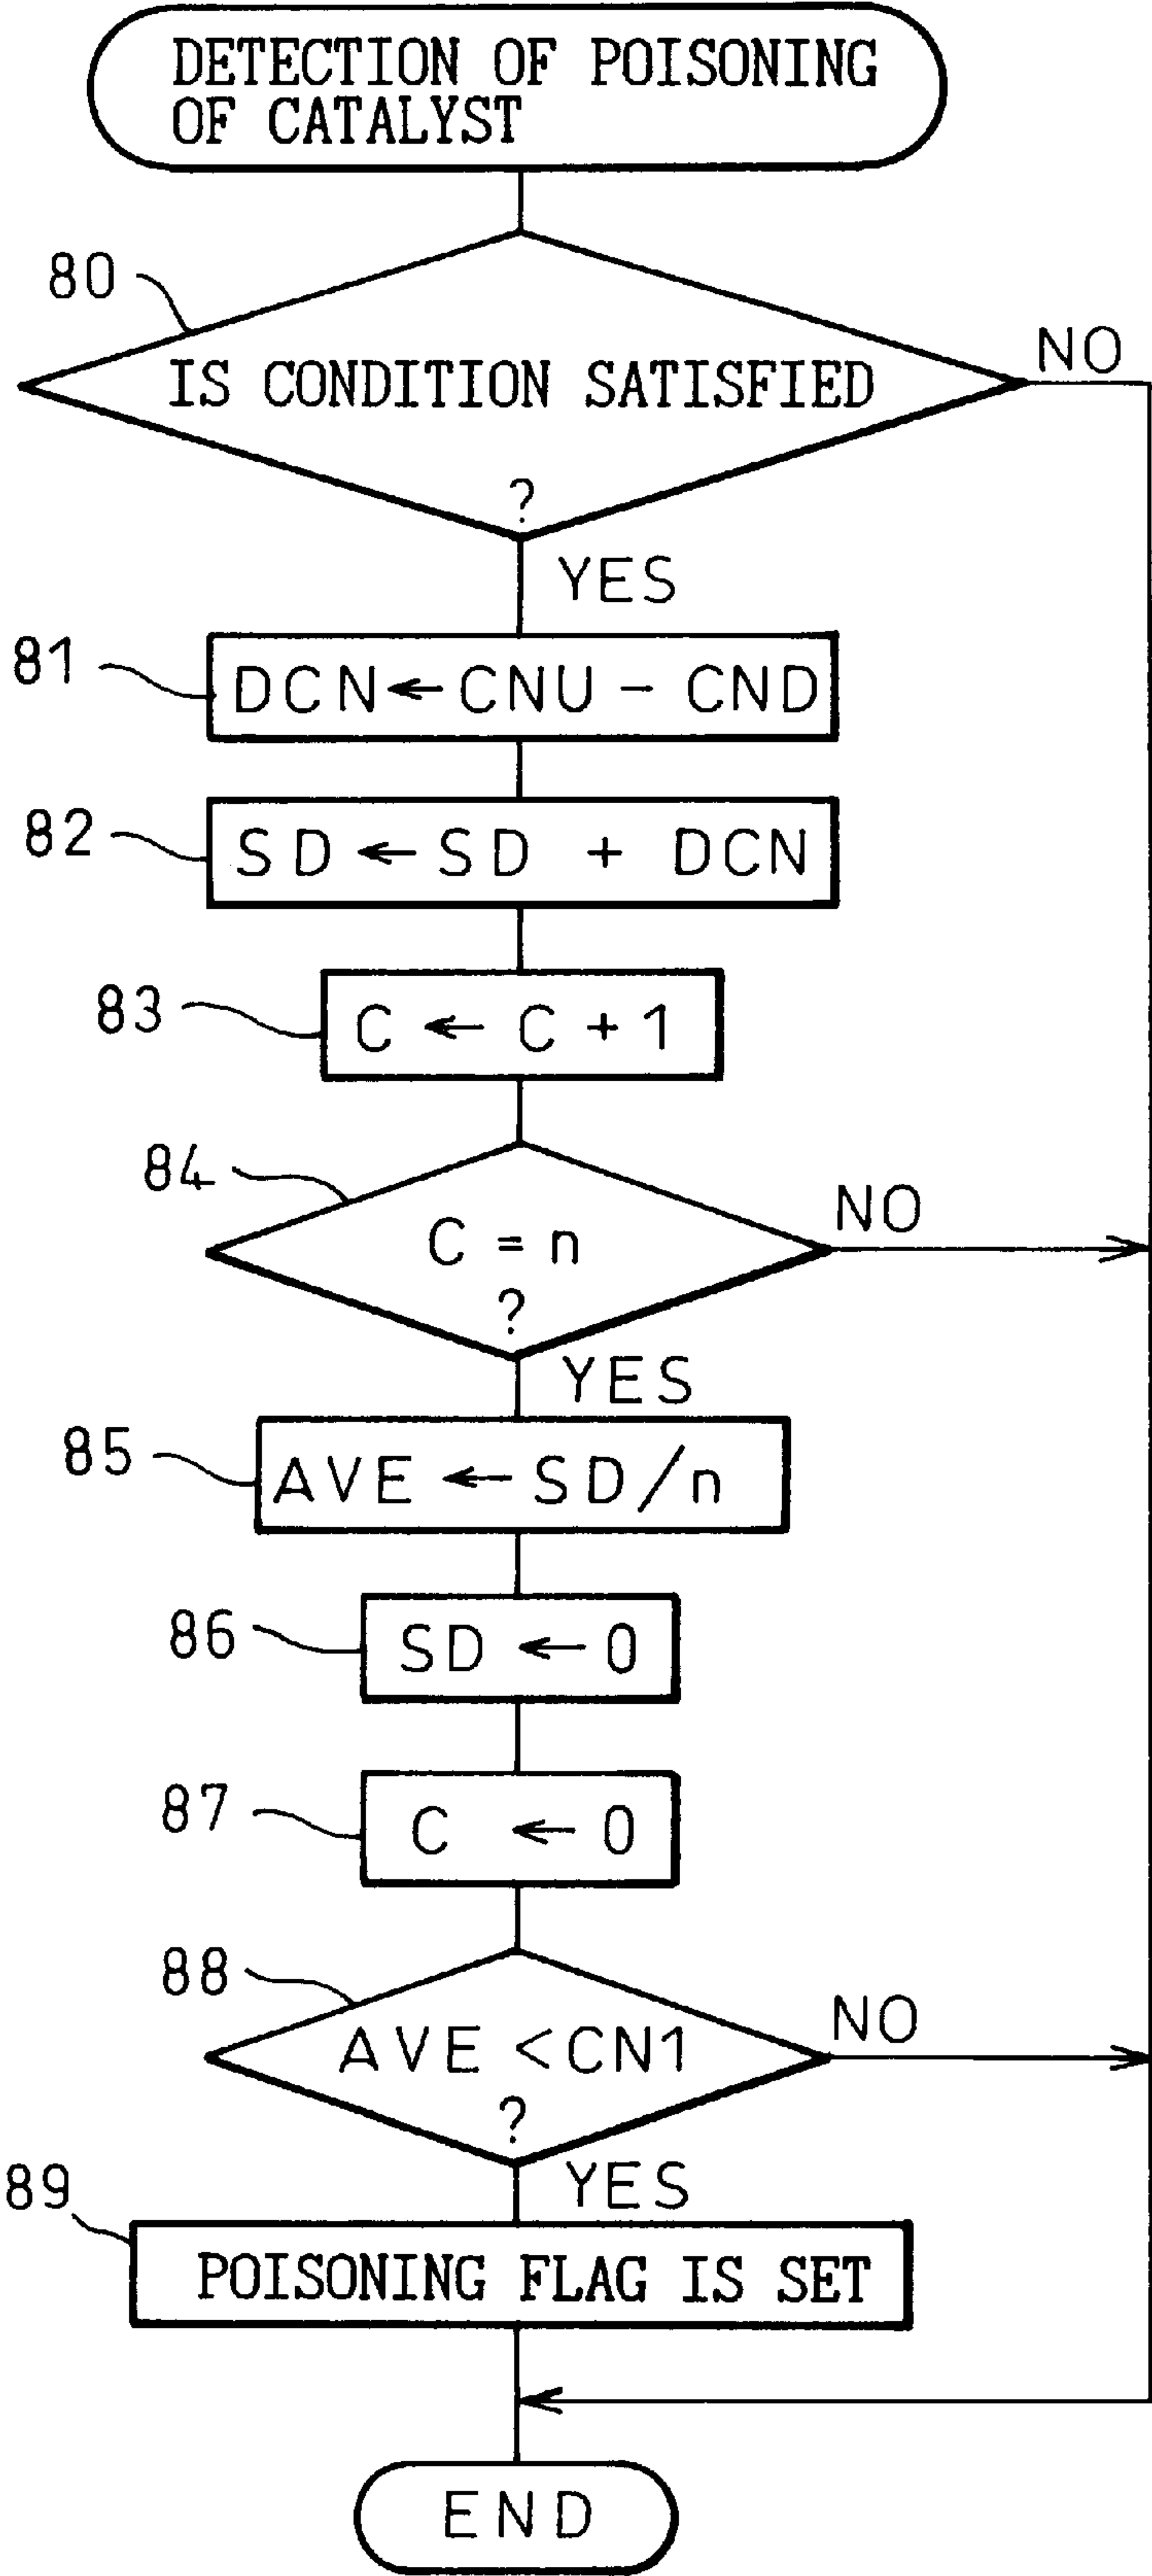 DETECTION OF POISONING
OF CATALYST
80
IS CONDITION SATISFIED
?
NO
YES
81
DCN ← CNU - CND
82
SD ← SD + DCN
83
C ← C + 1
84
C = n
?
NO
YES
85
AVE ← SD/n
86
SD ← 0
87
C ← 0
88
AVE < CN1
?
NO
YES
89
POISONING FLAG IS SET
END